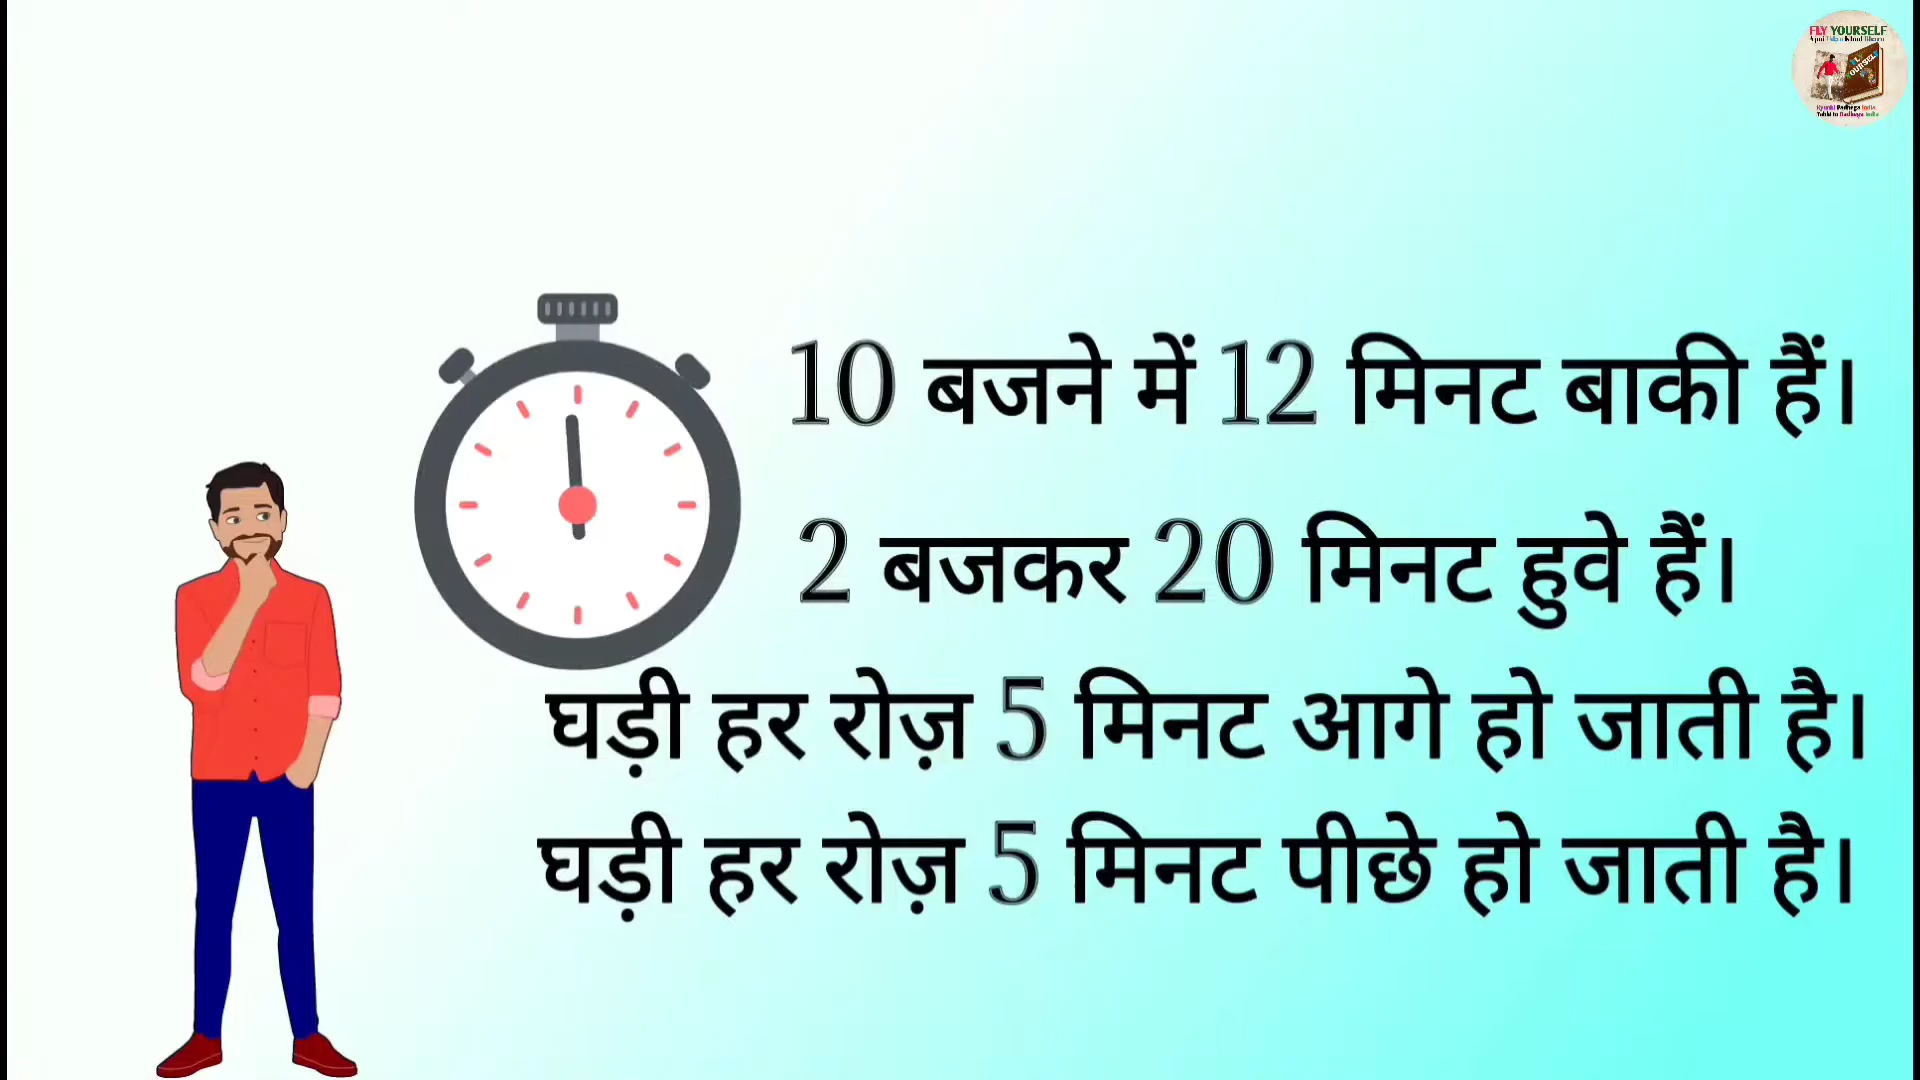 FLY YOURSELF
10 बजने में 12 मिनट बाकी हैं।
2 बजकर 20 मिनट हुवे हैं।
घड़ी हर रोज़ 5 मिनट आगे हो जाती है।
घड़ी हर रोज़ 5 मिनट पीछे हो जाती है।